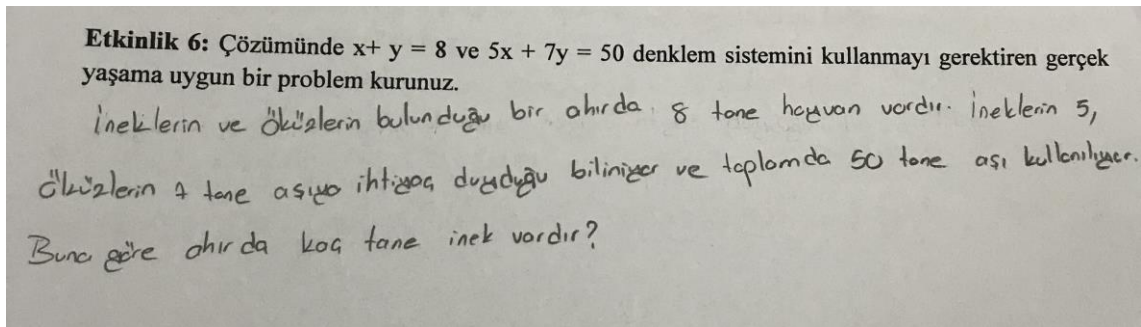 Etkinlik 6: Çözümünde x+ y = 8 ve 5x + 7y = 50 denklem sistemini kullanmayı gerektiren gerçek
yaşama uygun bir problem kurunuz.
İneklerin ve öküzlerin bulunduğu bir ahırda 8 tane hayvan vardır. İneklerin 5,
Öküzlerin 7 tane aşıya ihtiyaç duyduğu biliniyor ve toplamda 50 tane aşı kullanılıyor.
Buna göre ahırda kaç tane inek vardır?